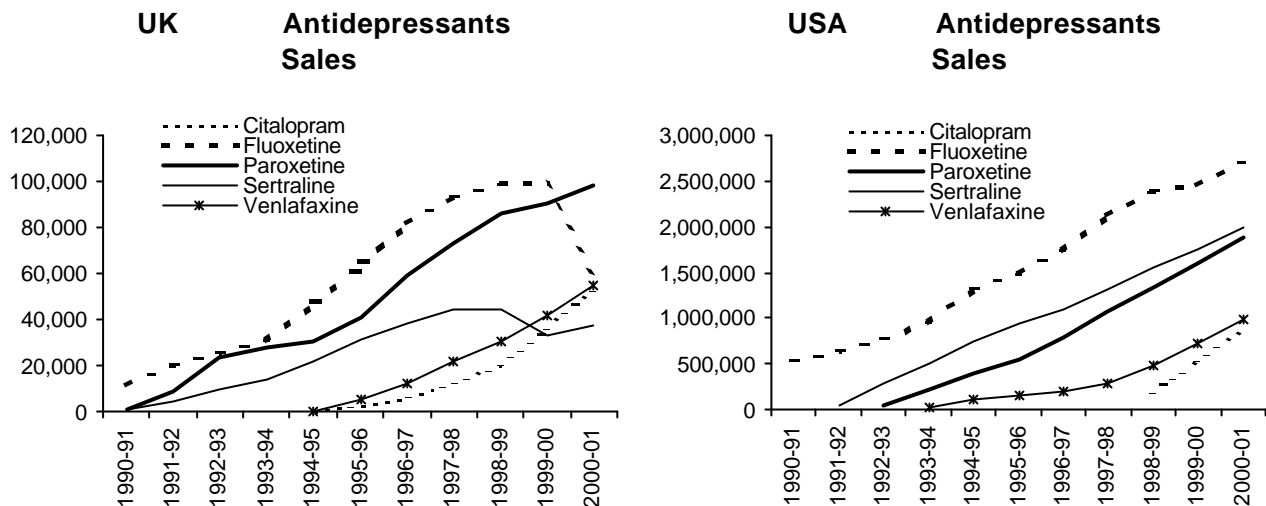 UK Antidepressants
Sales
120,000
100,000
80,000
60,000
40,000
20,000
0
Citalopram
Fluoxetine
Paroxetine
Sertraline
Venlafaxine
1990-91
1991-92
1992-93
1993-94
1994-95
1995-96
1996-97
1997-98
1998-99
1999-00
2000-01
USA Antidepressants
Sales
3,000,000
2,500,000
2,000,000
1,500,000
1,000,000
500,000
0
Citalopram
Fluoxetine
Paroxetine
Sertraline
Venlafaxine
1990-91
1991-92
1992-93
1993-94
1994-95
1995-96
1996-97
1997-98
1998-99
1999-00
2000-01